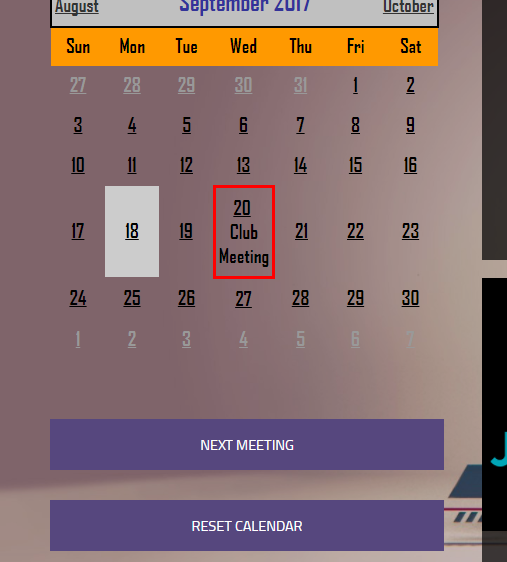 August September 2017 October
Sun Mon Tue Wed Thu Fri Sat
27 28 29 30 31 1 2
3 4 5 6 7 8 9
10 11 12 13 14 15 16
17 18 19 20 21 22 23
Club
Meeting
24 25 26 27 28 29 30
1 2 3 4 5 6 7
NEXT MEETING
RESET CALENDAR
J